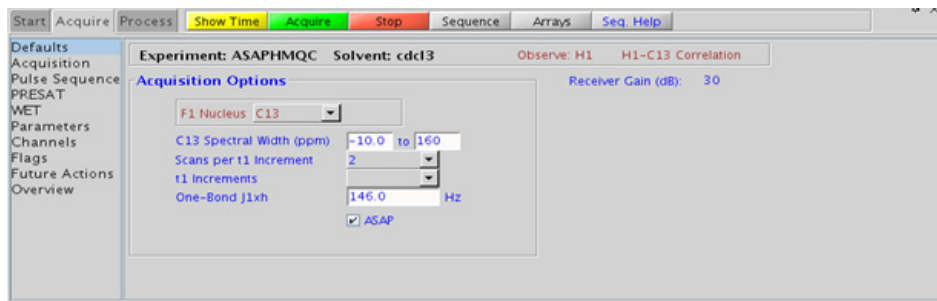 Start Acquire Process Show Time Acquire Stop Sequence Arrays Seq. Help
Defaults
Acquisition
Pulse Sequence
PRESAT
WET
Parameters
Channels
Flags
Future Actions
Overview
Experiment: ASAPHMQC Solvent: cdcl3 Observe: H1 H1-C13 Correlation
Acquisition Options Receiver Gain (dB): 30
F1 Nucleus C13
C13 Spectral Width (ppm) -10.0 to 160
Scans per t1 Increment 2
t1 Increments
One-Bond J1xh 146.0 Hz
ASAP